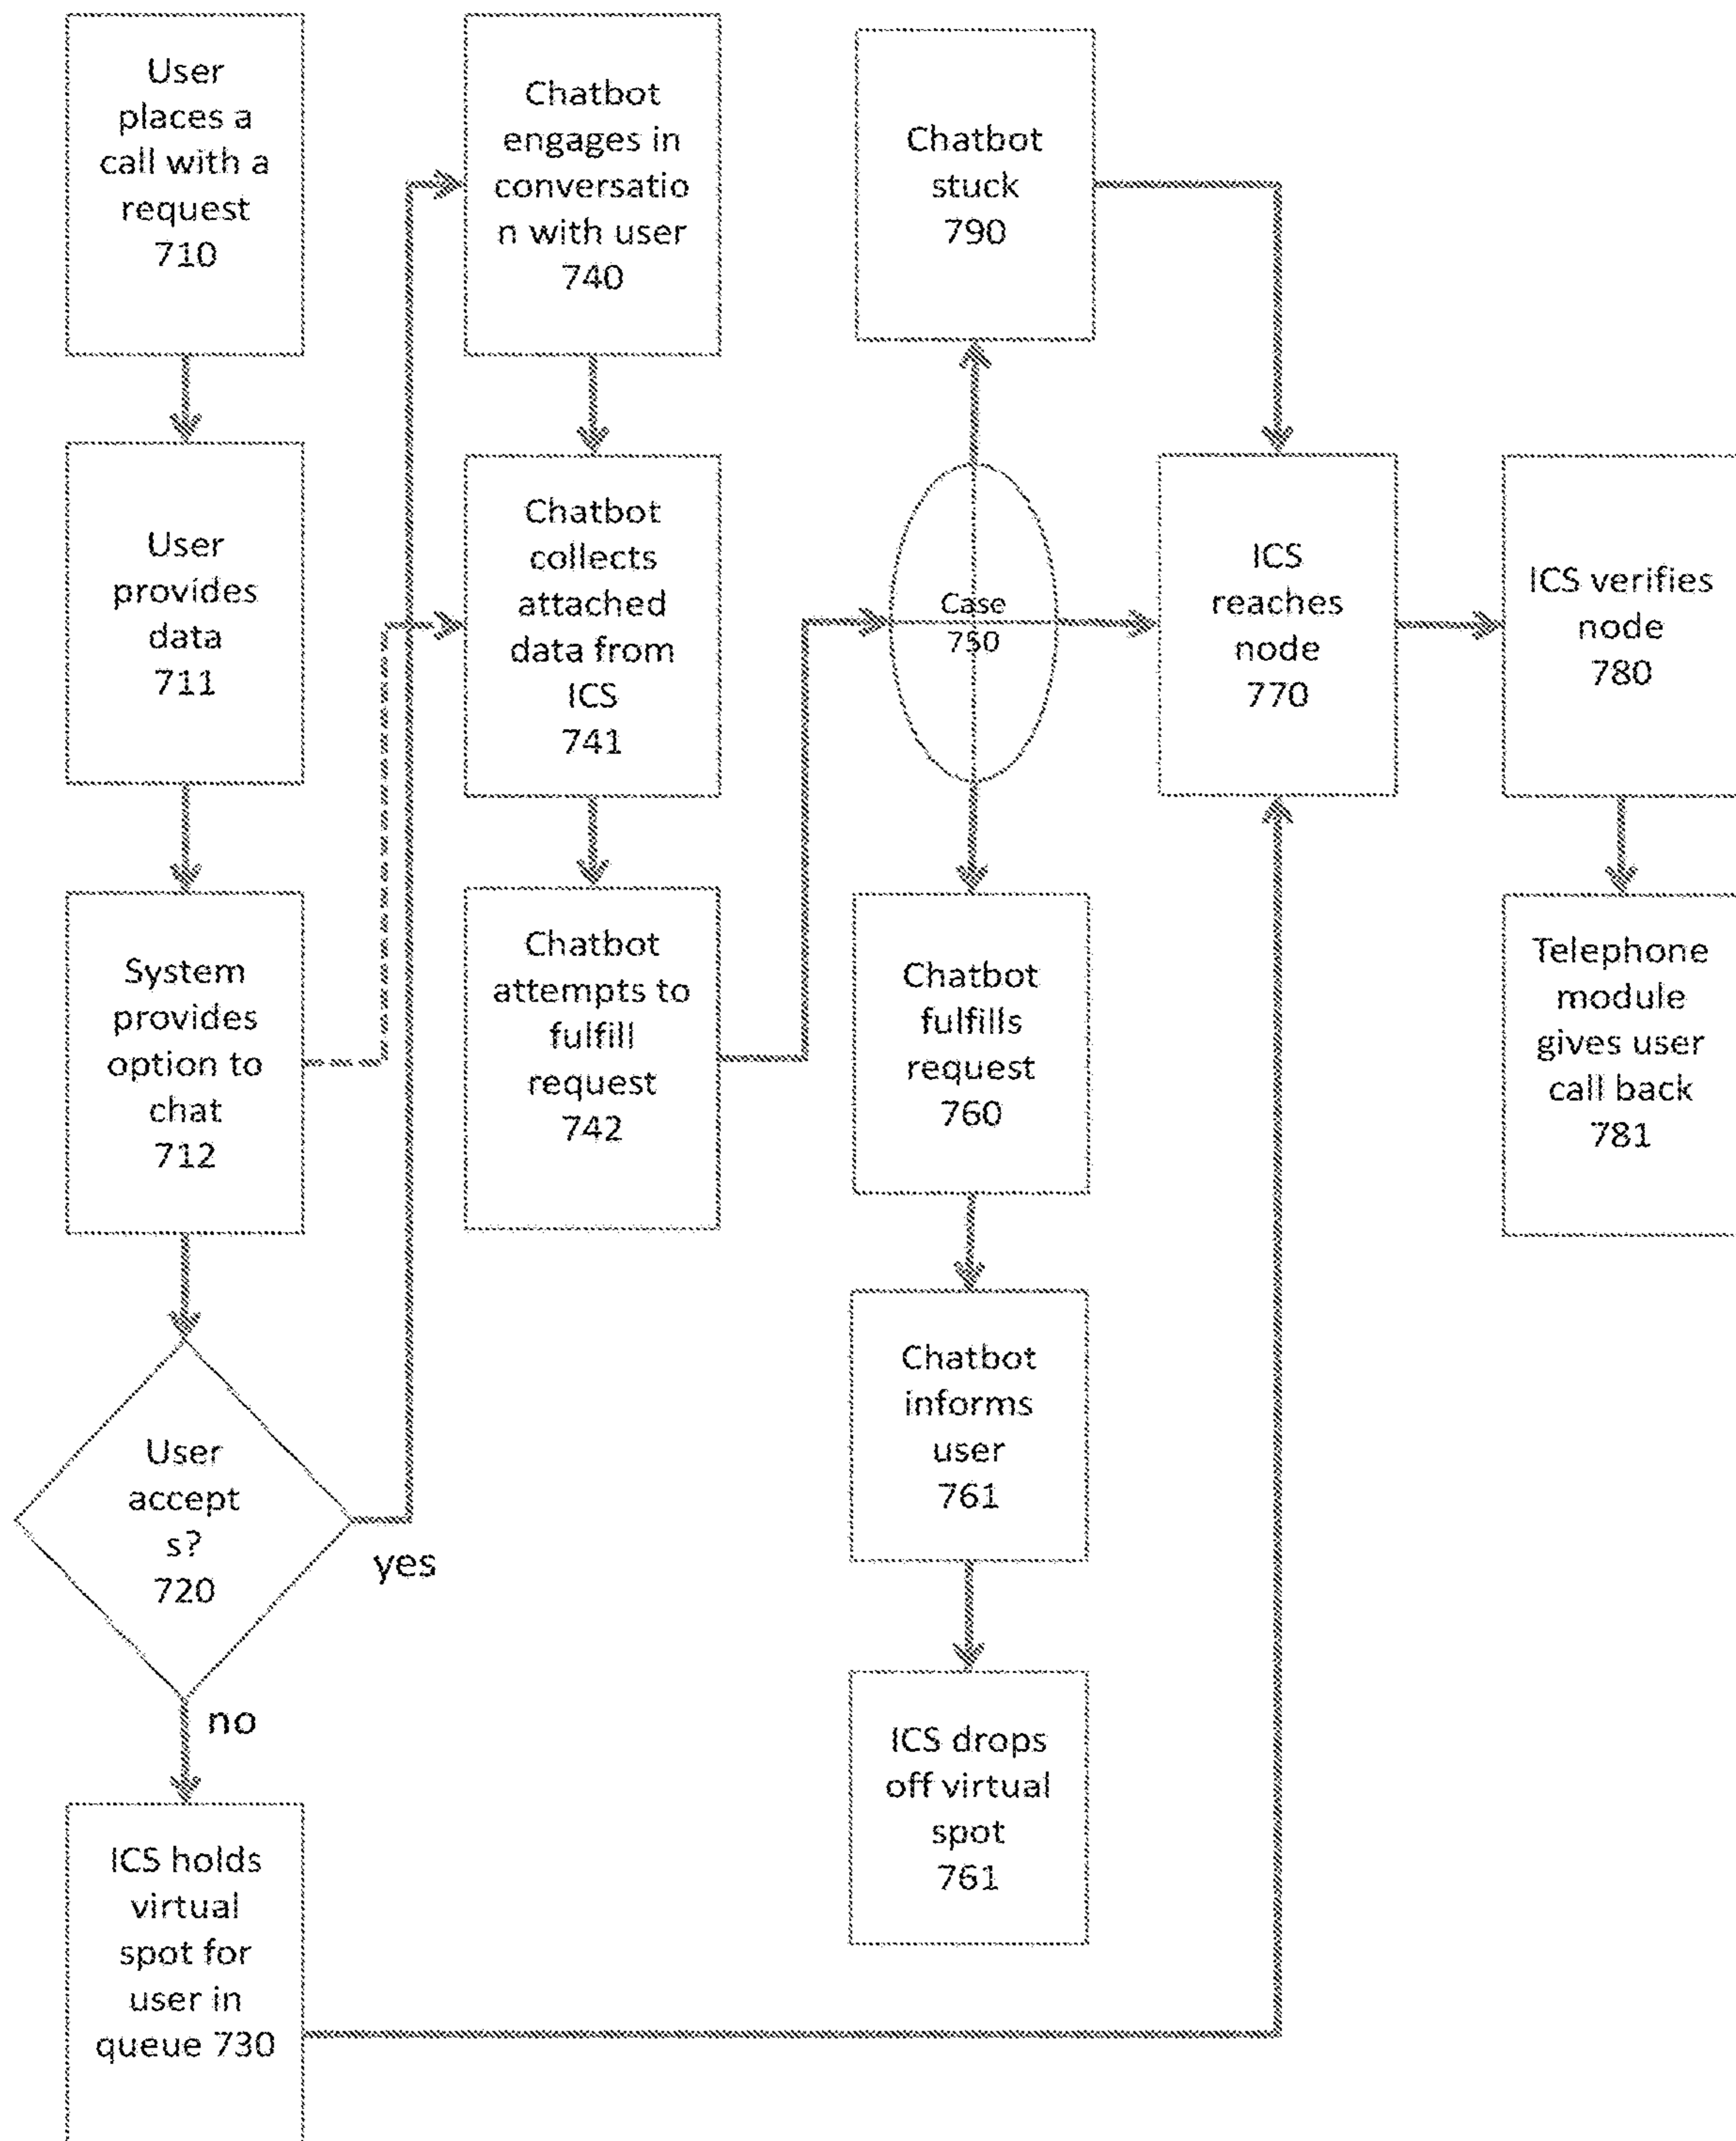 User
places a
call with a
request
710
User
provides
data
711
System
provides
option to
chat
712
User
accept
s?
720
yes
no
ICS holds
virtual
spot for
user in
queue 730
Chatbot
engages in
conversatio
n with user
740
Chatbot
collects
attached
data from
ICS
741
Chatbot
attempts to
fulfill
request
742
Chatbot
stuck
790
Case
750
Chatbot
fulfills
request
760
Chatbot
informs
user
761
ICS drops
off virtual
spot
761
ICS
reaches
node
770
ICS verifies
node
780
Telephone
module
gives user
call back
781